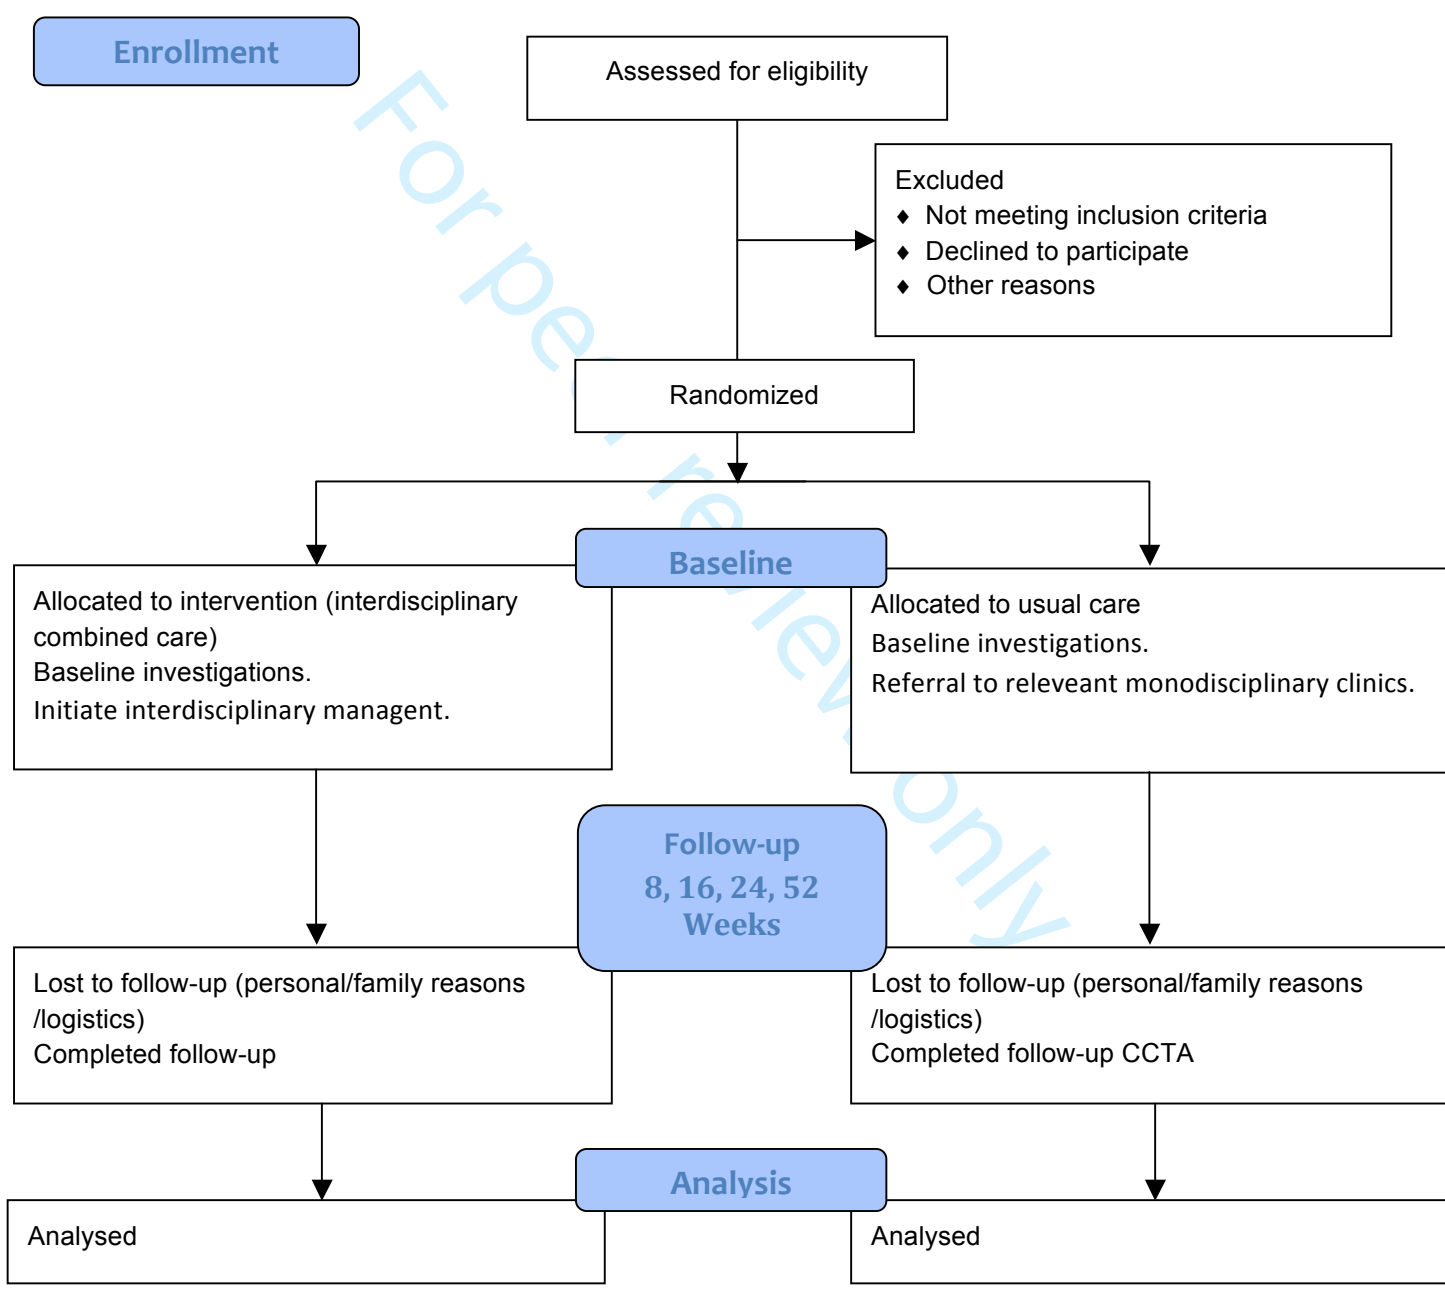 Enrollment
Assessed for eligibility
Excluded
♦ Not meeting inclusion criteria
♦ Declined to participate
♦ Other reasons
Randomized
Baseline
Allocated to intervention (interdisciplinary
combined care)
Baseline investigations.
Initiate interdisciplinary managent.
Allocated to usual care
Baseline investigations.
Referral to releveant monodisciplinary clinics.
Follow-up
8, 16, 24, 52
Weeks
Lost to follow-up (personal/family reasons
/logistics)
Completed follow-up
Lost to follow-up (personal/family reasons
/logistics)
Completed follow-up CCTA
Analysis
Analysed
Analysed
For peer review only